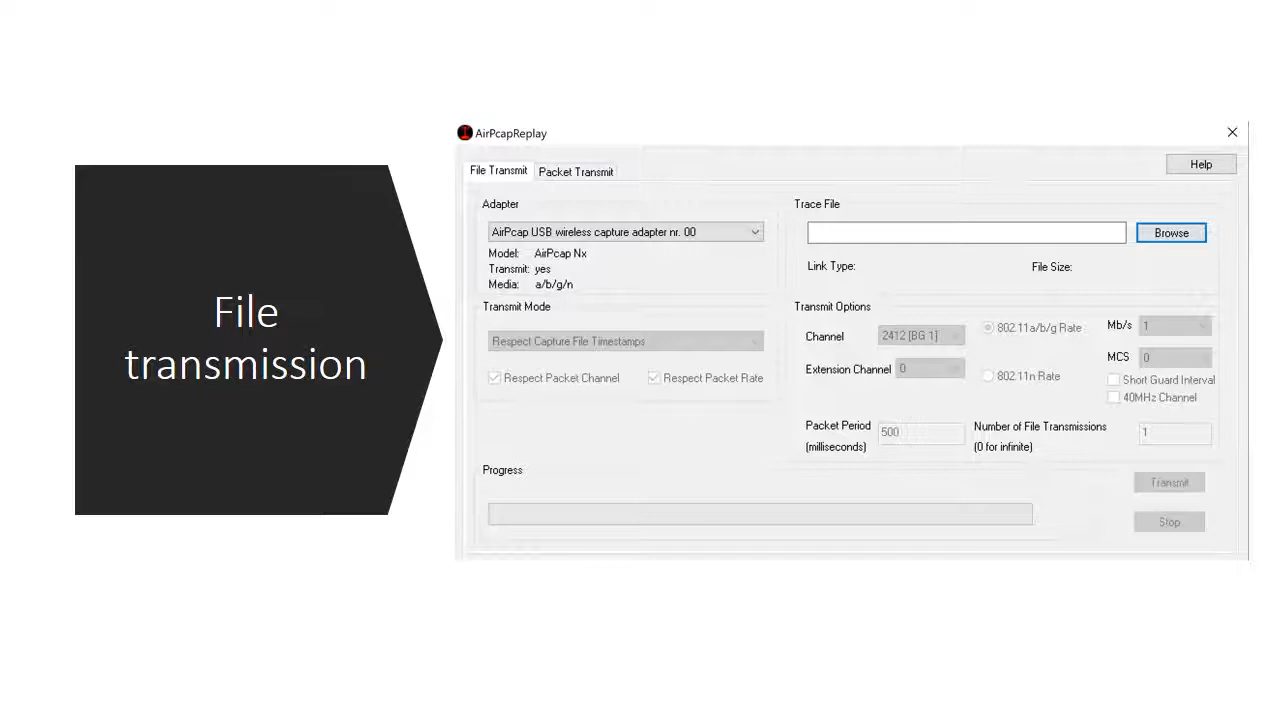 File
transmission
AirPcapReplay
File Transmit
Packet Transmit
Help
Adapter
AirPcap USB wireless capture adapter nr. 00
Model: AirPcap Nx
Transmit: yes
Media: a/b/g/n
Trace File
Browse
Link Type:
File Size:
Transmit Mode
Respect Capture File Timestamps
Respect Packet Channel
Respect Packet Rate
Transmit Options
Channel
2412 [BG 1]
Extension Channel
0
802.11a/b/g Rate
802.11n Rate
Mb/s
1
MCS
0
Short Guard Interval
40MHz Channel
Packet Period
(milliseconds)
500
Number of File Transmissions
(0 for infinite)
1
Progress
Transmit
Stop